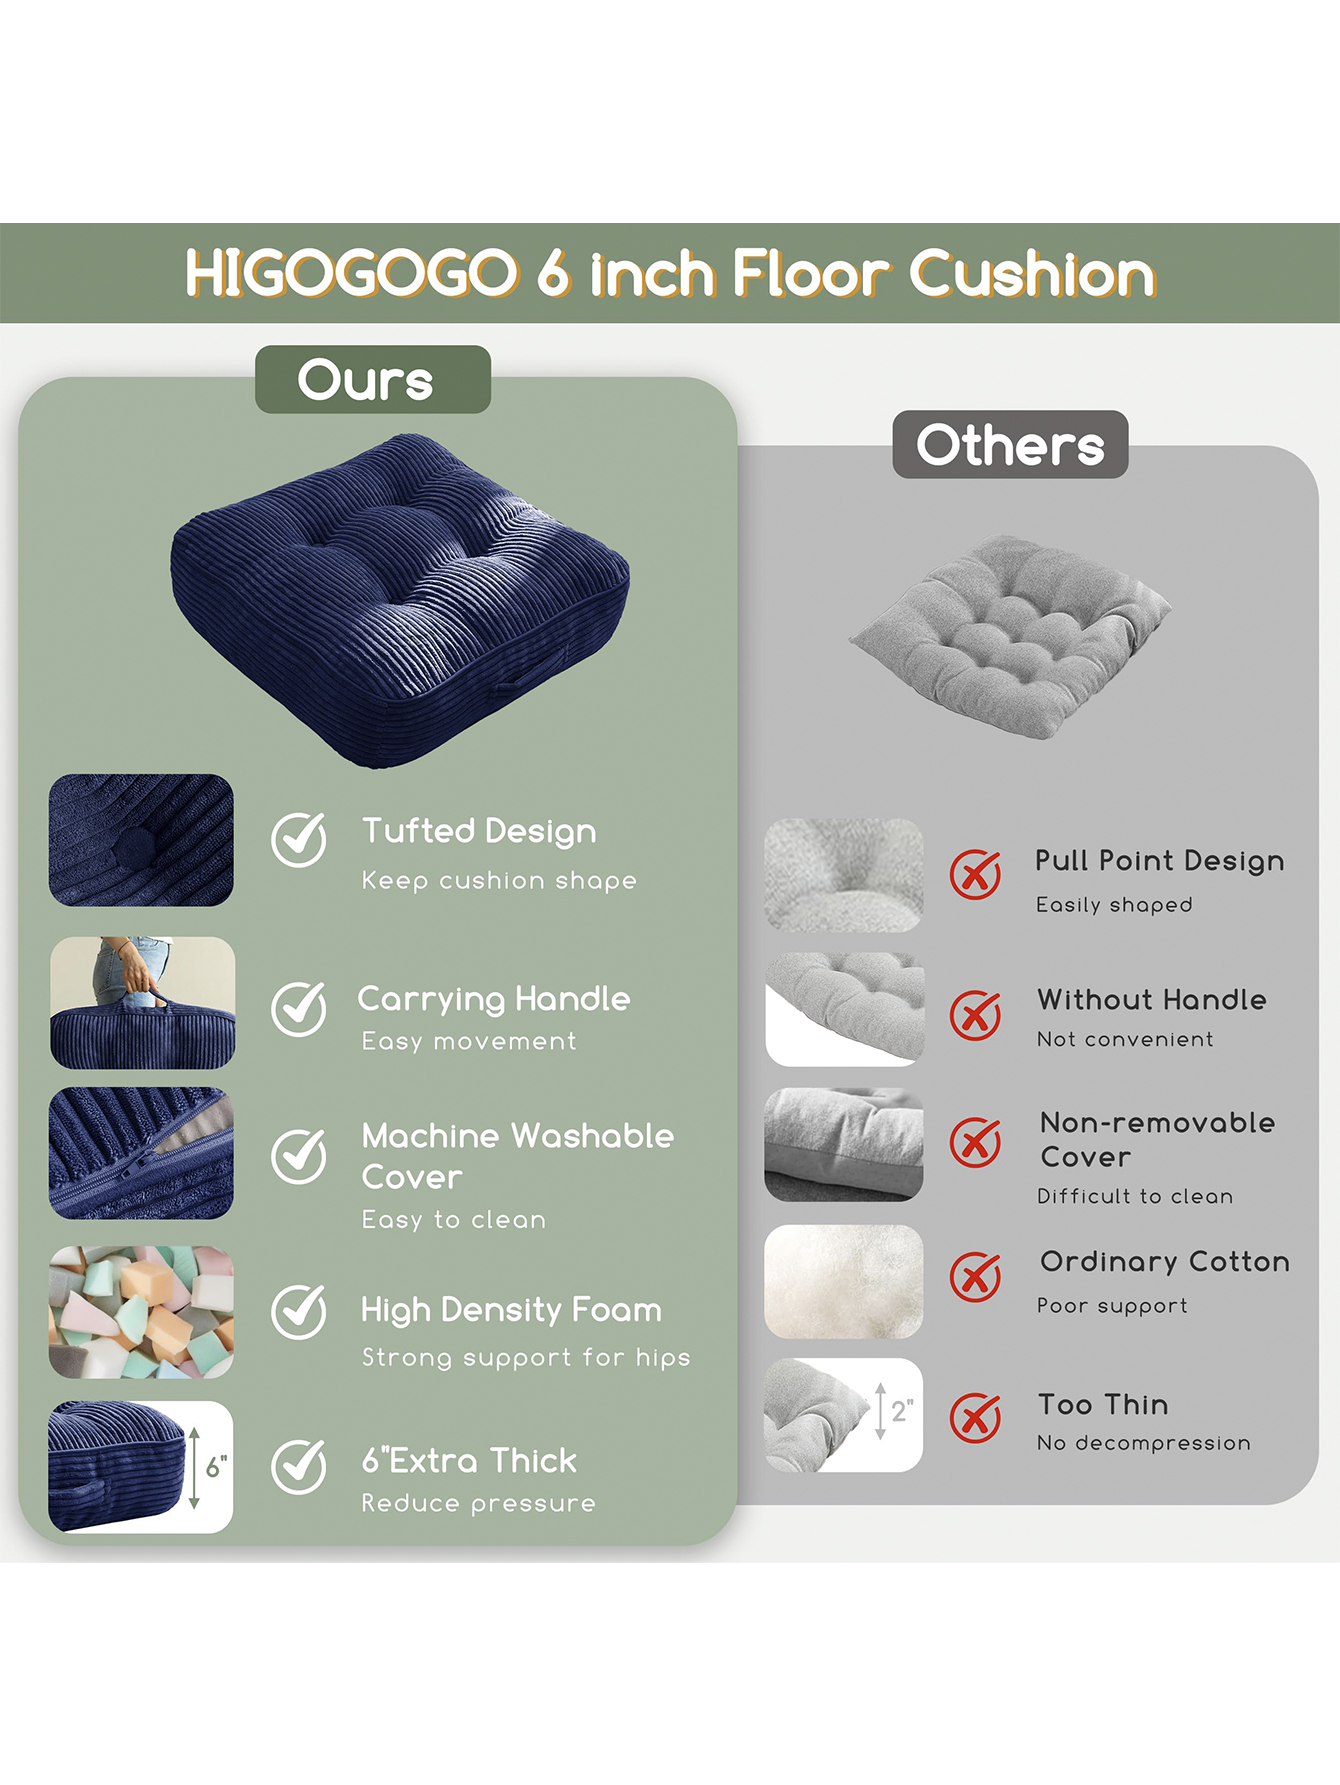 HIGOGOGO 6 inch Floor Cushion
Ours
Tufted Design
Keep cushion shape
Carrying Handle
Easy movement
Machine Washable
Cover
Easy to clean
High Density Foam
Strong support for hips
6"
6"Extra Thick
Reduce pressure
Others
Pull Point Design
Easily shaped
Without Handle
Not convenient
Non-removable
Cover
Difficult to clean
Ordinary Cotton
Poor support
2"
Too Thin
No decompression